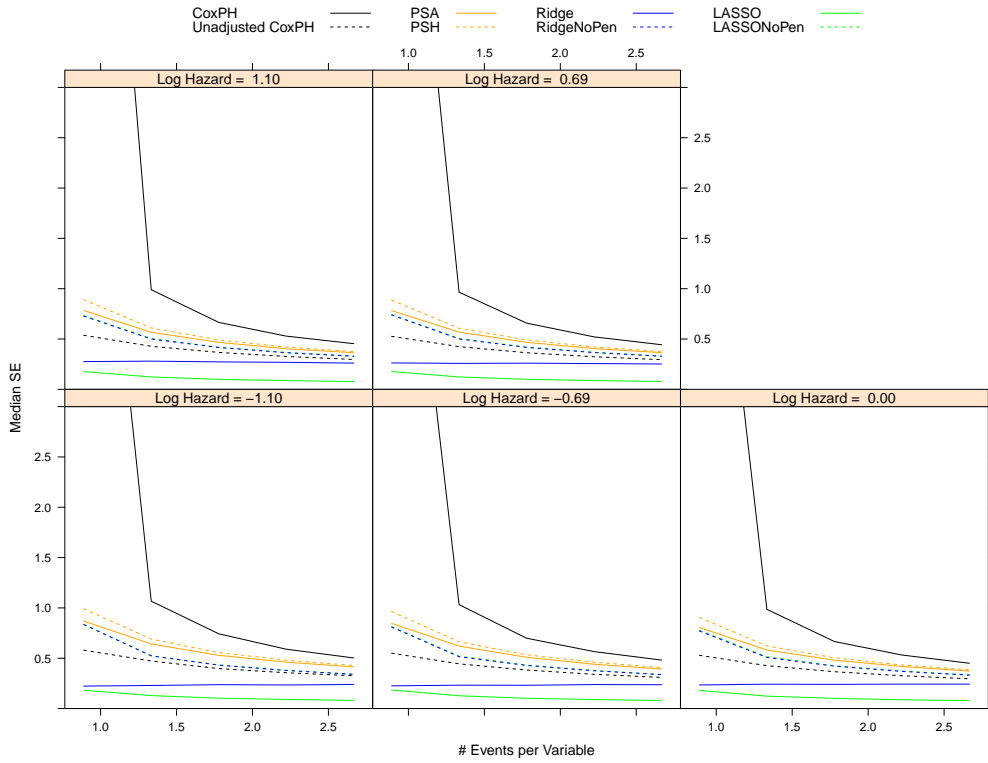 CoxPH PSA Ridge LASSO
Unadjusted CoxPH PSH RidgeNoPen LASSONoPen
1.0 1.5 2.0 2.5
Log Hazard = 1.10 Log Hazard = 0.69
2.5
2.0
1.5
1.0
0.5
Median SE
Log Hazard = −1.10 Log Hazard = −0.69 Log Hazard = 0.00
2.5
2.0
1.5
1.0
0.5
1.0 1.5 2.0 2.5 1.0 1.5 2.0 2.5
# Events per Variable